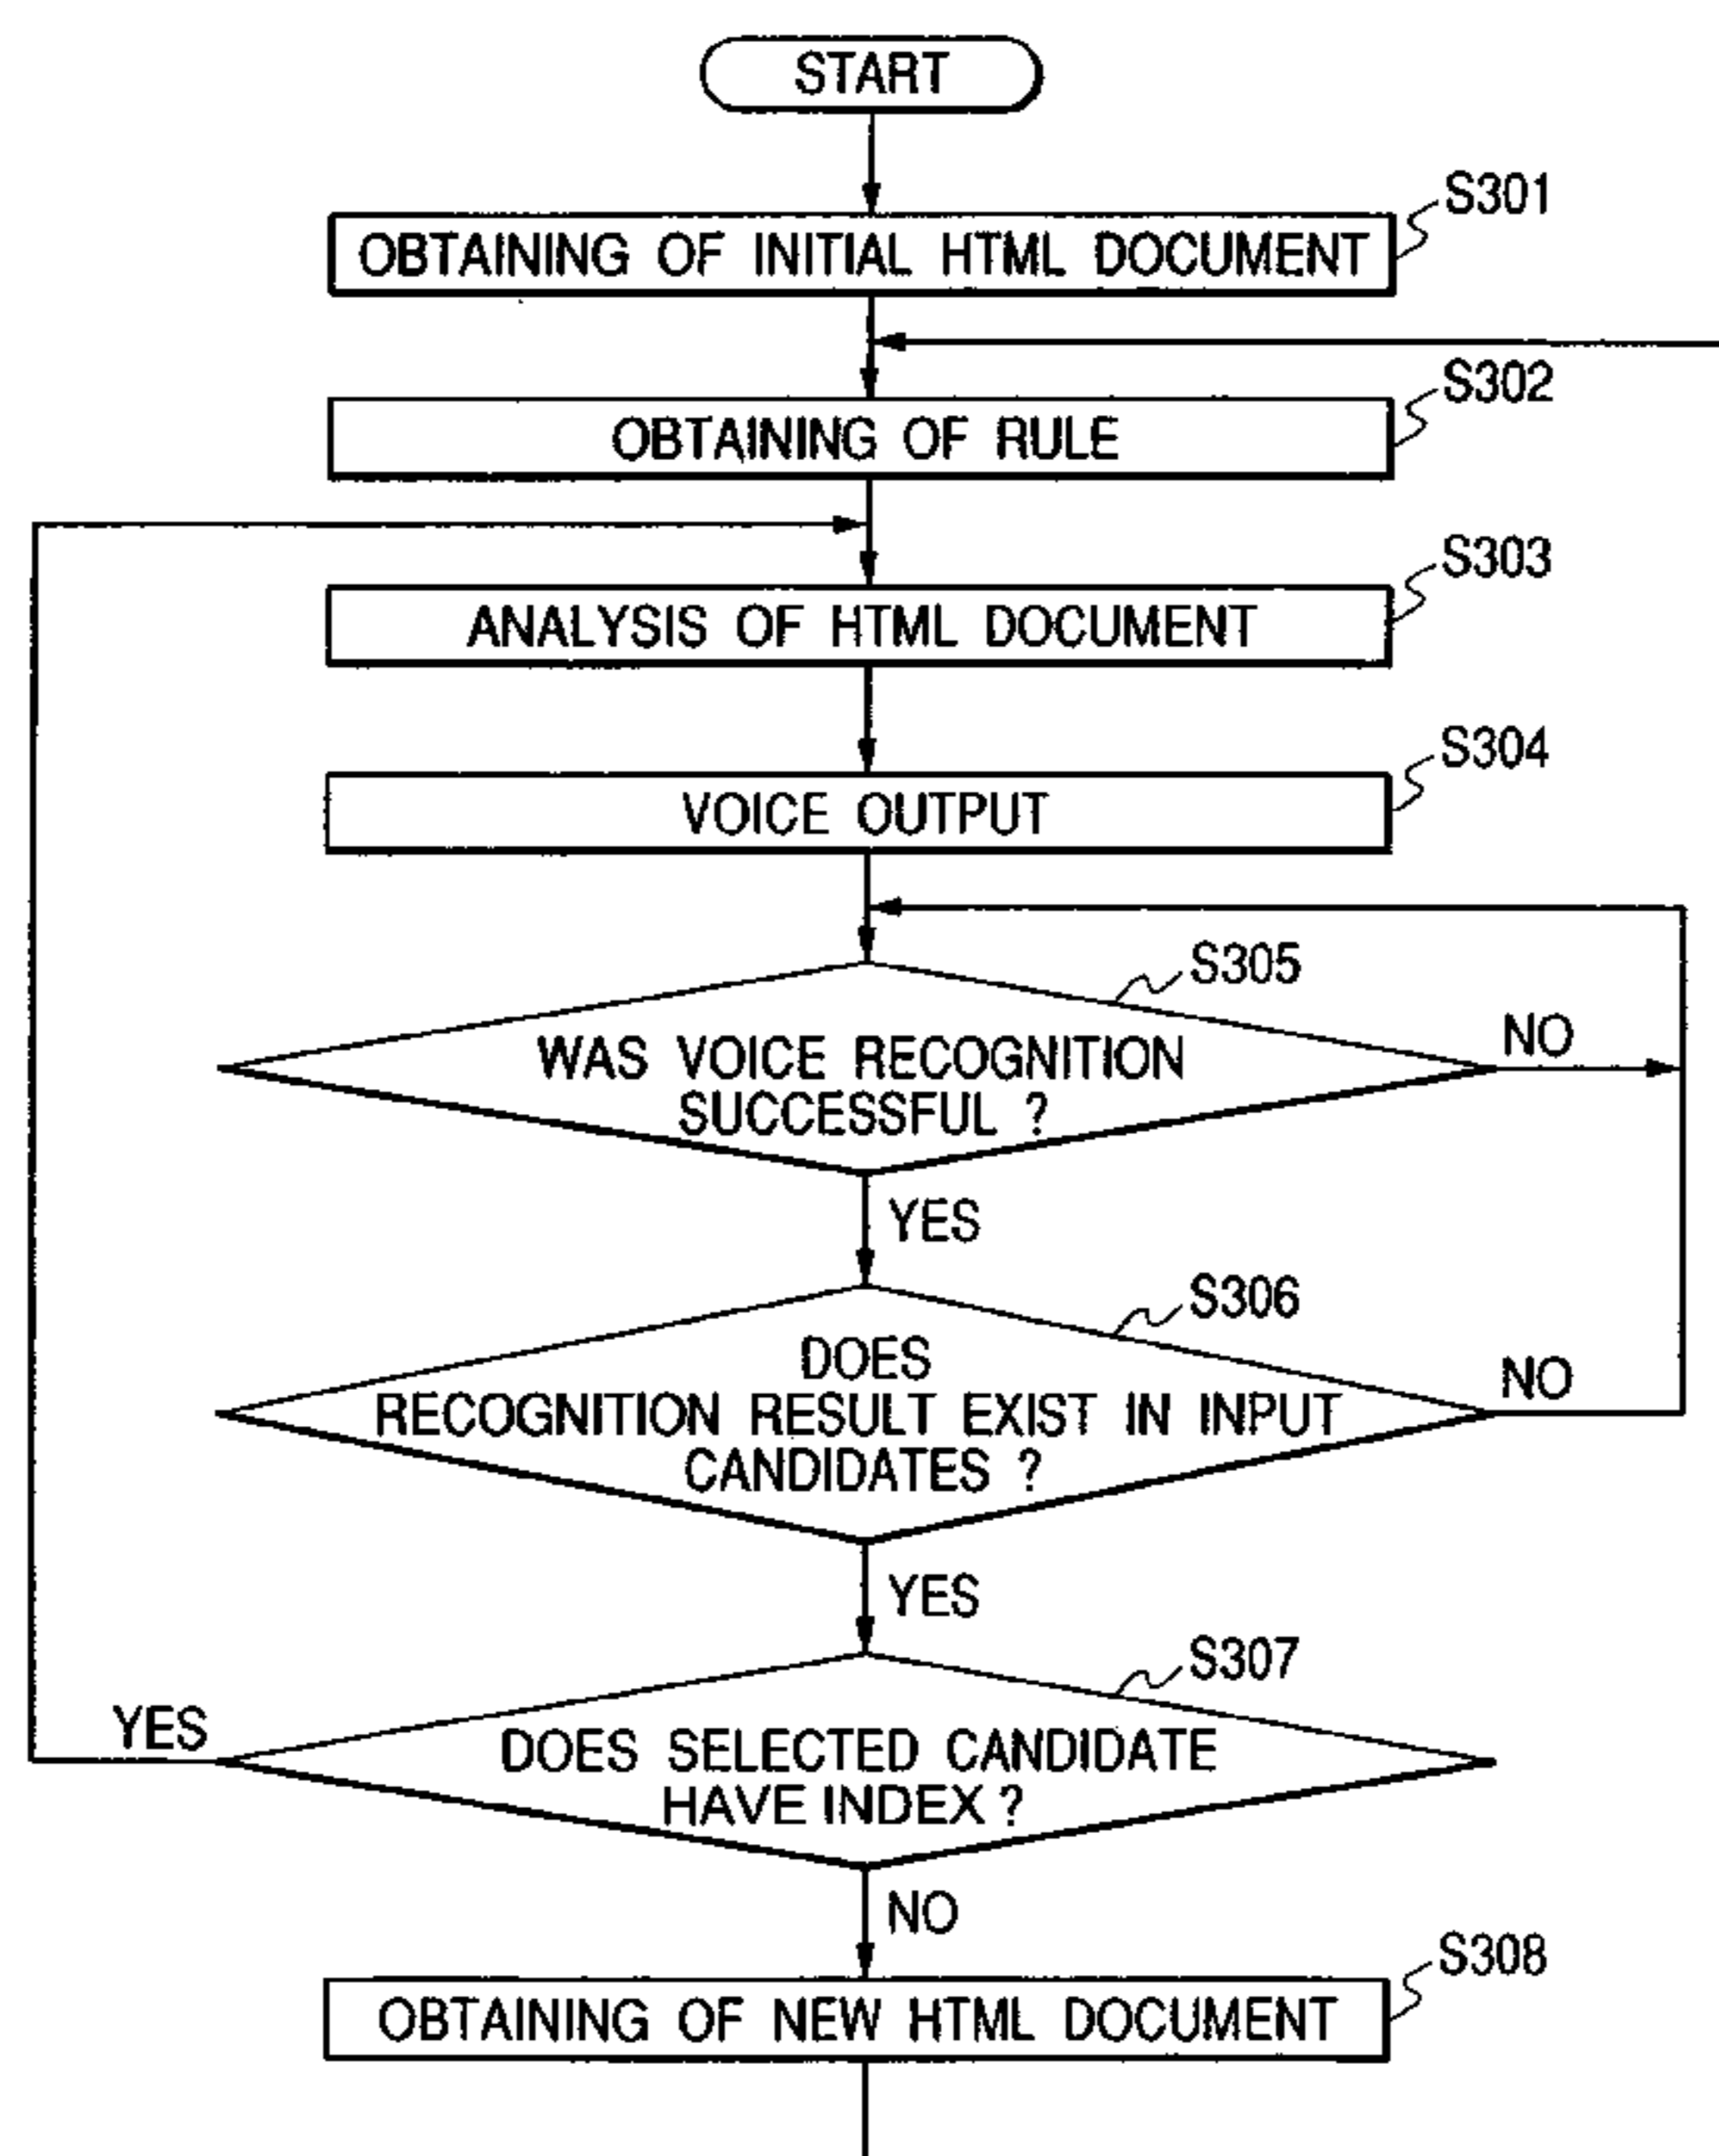 START
S301
OBTAINING OF INITIAL HTML DOCUMENT
S302
OBTAINING OF RULE
S303
ANALYSIS OF HTML DOCUMENT
S304
VOICE OUTPUT
S305
WAS VOICE RECOGNITION
SUCCESSFUL ?
NO
YES
S306
DOES
RECOGNITION RESULT EXIST IN INPUT
CANDIDATES ?
NO
YES
S307
DOES SELECTED CANDIDATE
HAVE INDEX ?
YES
NO
S308
OBTAINING OF NEW HTML DOCUMENT